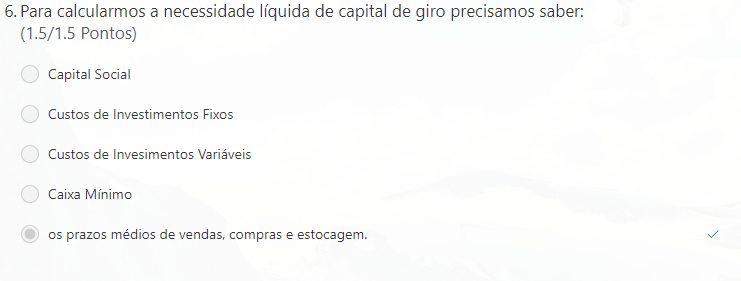 6. Para calcularmos a necessidade líquida de capital de giro precisamos saber:
(1.5/1.5 Pontos)
Capital Social
Custos de Investimentos Fixos
Custos de Invesimentos Variáveis
Caixa Mínimo
os prazos médios de vendas, compras e estocagem.